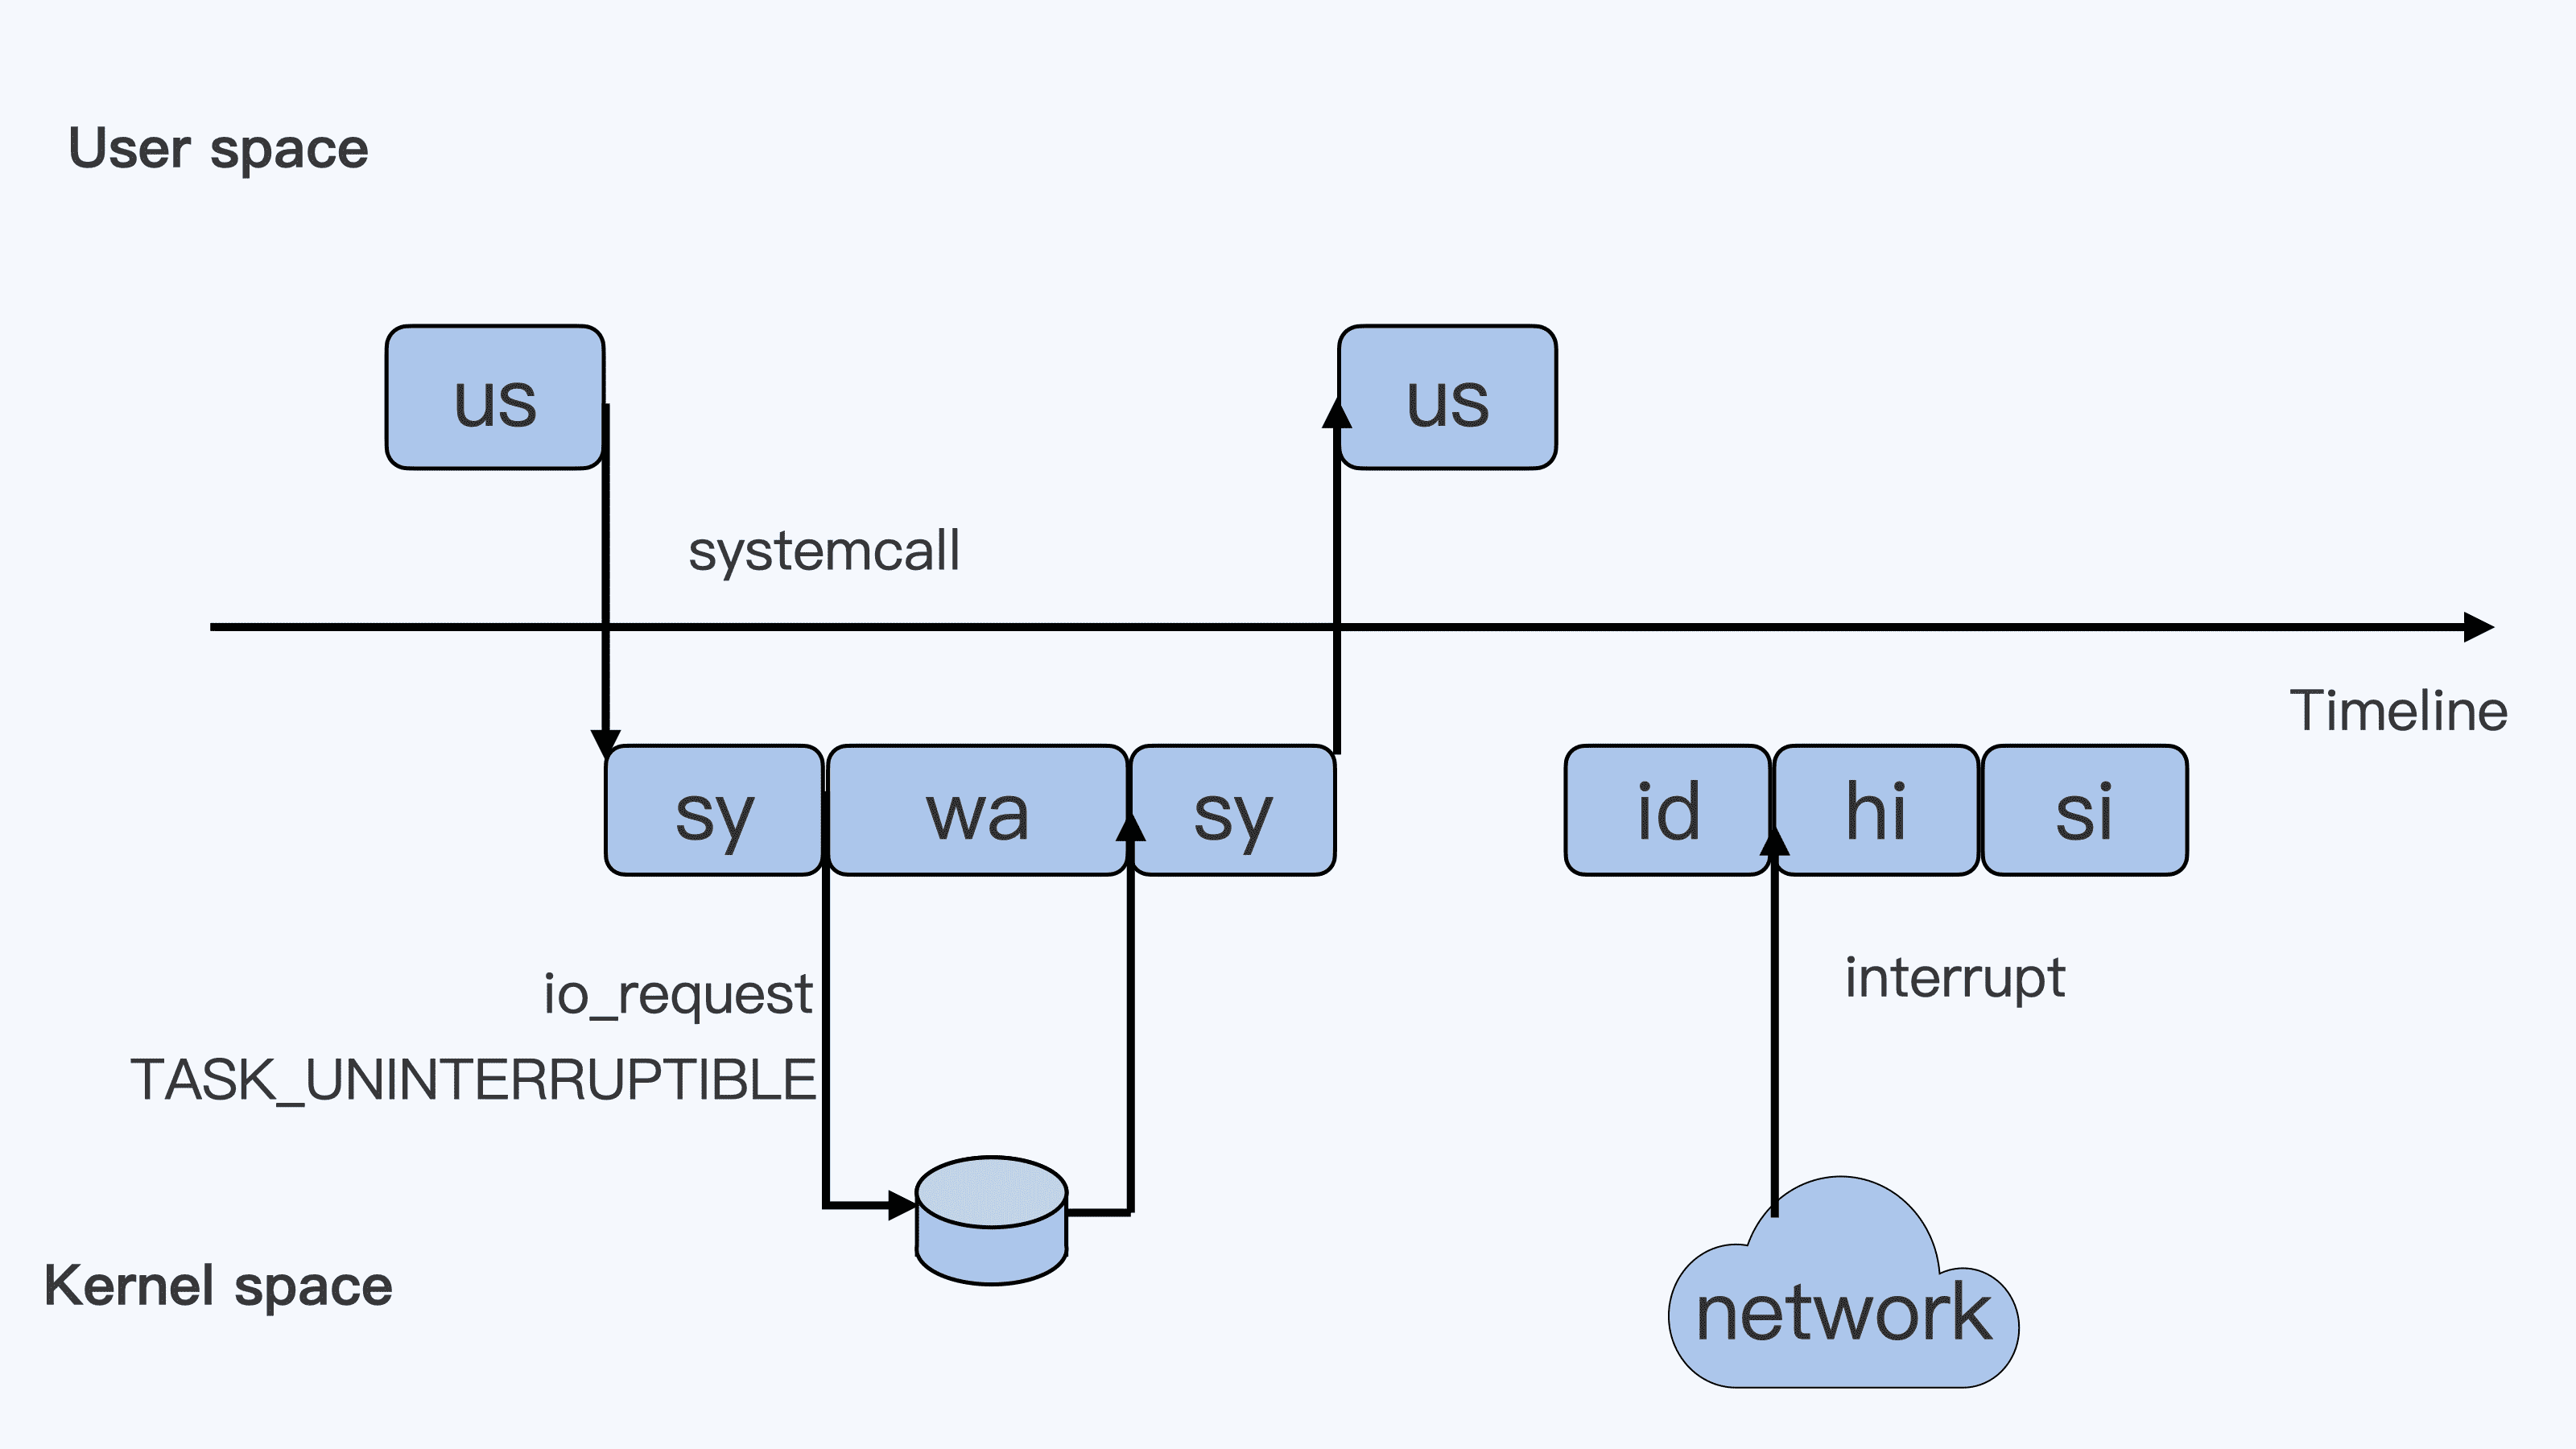 User space
us
us
systemcall
Timeline
sy
wa
sy
id
hi
si
io_request
TASK_UNINTERRUPTIBLE
interrupt
Kernel space
network